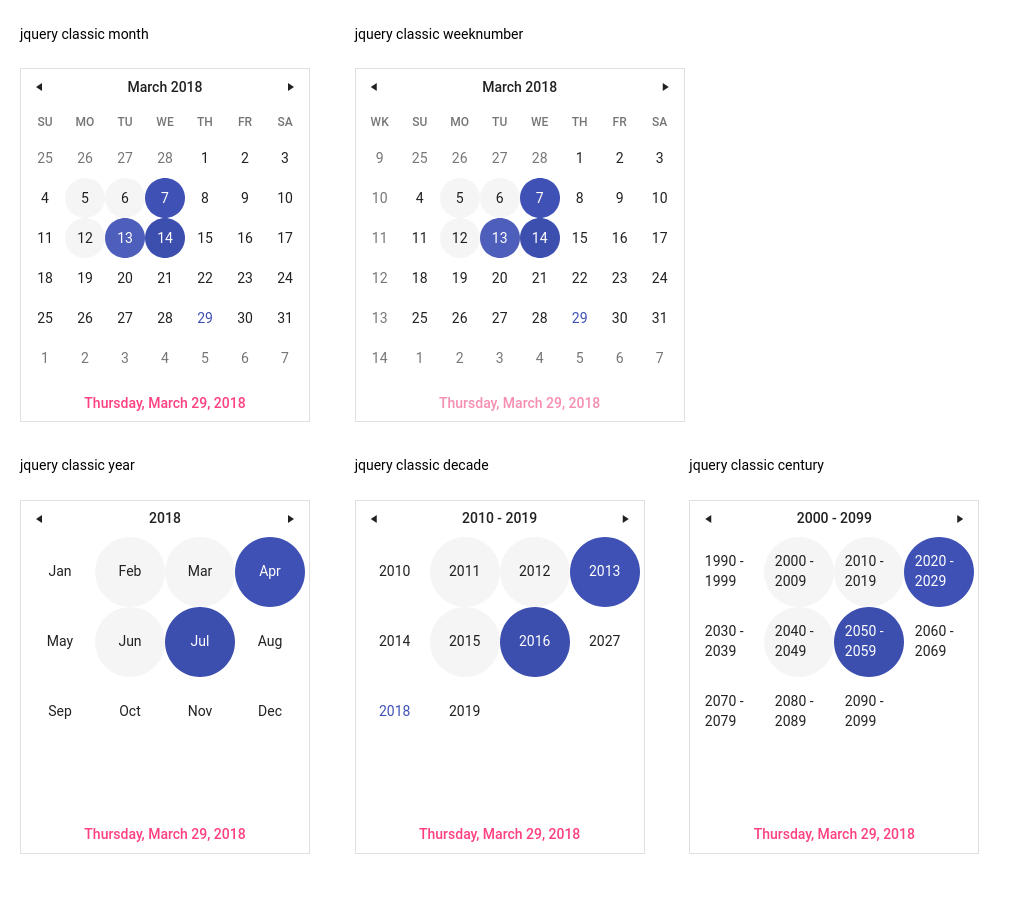 jquery classic month
jquery classic weeknumber
March 2018
SU MO TU WE TH FR SA
25 26 27 28 1 2 3
4 5 6 7 8 9 10
11 12 13 14 15 16 17
18 19 20 21 22 23 24
25 26 27 28 29 30 31
1 2 3 4 5 6 7
Thursday, March 29, 2018
March 2018
WK SU MO TU WE TH FR SA
9 25 26 27 28 1 2 3
10 4 5 6 7 8 9 10
11 11 12 13 14 15 16 17
12 18 19 20 21 22 23 24
13 25 26 27 28 29 30 31
14 1 2 3 4 5 6 7
Thursday, March 29, 2018
jquery classic year
jquery classic decade
jquery classic century
2018
Jan Feb Mar Apr
May Jun Jul Aug
Sep Oct Nov Dec
Thursday, March 29, 2018
2010 - 2019
2010 2011 2012 2013
2014 2015 2016 2027
2018 2019
Thursday, March 29, 2018
2000 - 2099
1990 - 2000 - 2010 - 2020 -
1999 2009 2019 2029
2030 - 2040 - 2050 - 2060 -
2039 2049 2059 2069
2070 - 2080 - 2090 -
2079 2089 2099
Thursday, March 29, 2018